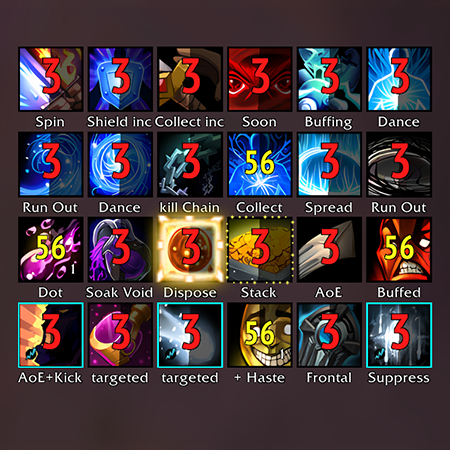 3 3 3 3 3 3
Spin Shield inc Collect inc Soon Buffing Dance
3 3 3 56 3 3
Run Out Dance kill Chain Collect Spread Run Out
56 3 3 3 3 56
1
Dot Soak Void Dispose Stack AoE Buffed
3 3 3 56 3 3
AoE+Kick targeted targeted + Haste Frontal Suppress